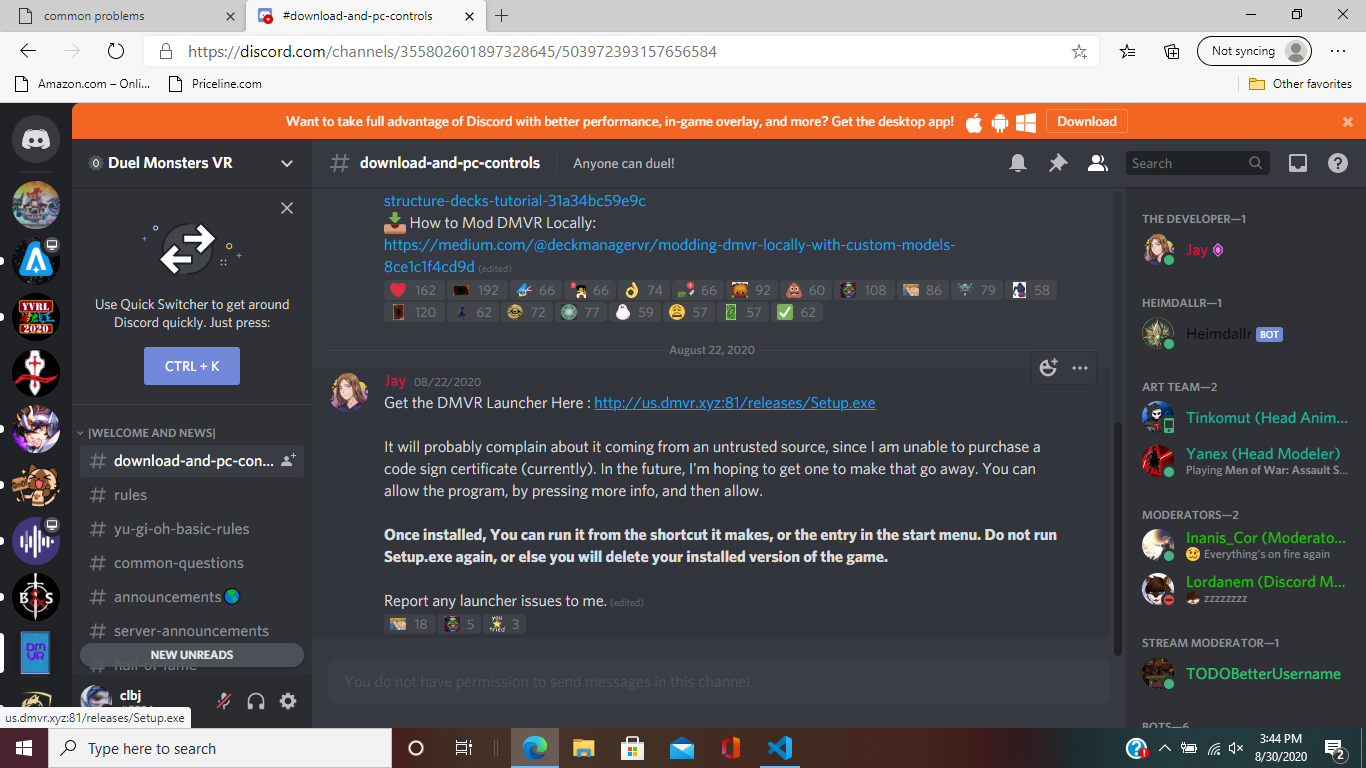 common problems
#download-and-pc-controls
https://discord.com/channels/355802601897328645/503972393157656584
Not syncing
Amazon.com – Onli...
Priceline.com
Other favorites
Want to take full advantage of Discord with better performance, in-game overlay, and more? Get the desktop app!
Download
Duel Monsters VR
download-and-pc-controls
Anyone can duel!
Search
Use Quick Switcher to get around
Discord quickly. Just press:
CTRL + K
|WELCOME AND NEWS|
download-and-pc-con...
rules
yu-gi-oh-basic-rules
common-questions
announcements
server-announcements
hall-of-fame
NEW UNREADS
clbj
us.dmvr.xyz:81/releases/Setup.exe
VVRL
2020
BS
DM
VR
structure-decks-tutorial-31a34bc59e9c
How to Mod DMVR Locally:
https://medium.com/@deckmanagervr/modding-dmvr-locally-with-custom-models-
8ce1c1f4cd9d (edited)
162 192 66 66 74 66 92 60 108 86 79 58
120 62 72 77 59 57 57 62
August 22, 2020
Jay 08/22/2020
Get the DMVR Launcher Here : http://us.dmvr.xyz:81/releases/Setup.exe
It will probably complain about it coming from an untrusted source, since I am unable to purchase a
code sign certificate (currently). In the future, I'm hoping to get one to make that go away. You can
allow the program, by pressing more info, and then allow.
Once installed, You can run it from the shortcut it makes, or the entry in the start menu. Do not run
Setup.exe again, or else you will delete your installed version of the game.
Report any launcher issues to me. (edited)
18 5 you tried 3
You do not have permission to send messages in this channel.
THE DEVELOPER—1
Jay
HEIMDALLR—1
Heimdallr BOT
ART TEAM—2
Tinkomut (Head Anim...
Yanex (Head Modeler)
Playing Men of War: Assault S...
MODERATORS—2
Inanis_Cor (Moderato...
Everything's on fire again
Lordanem (Discord M...
zzzzzzzz
STREAM MODERATOR—1
TODOBetterUsername
BOTS—6
Type here to search
3:44 PM
8/30/2020
2